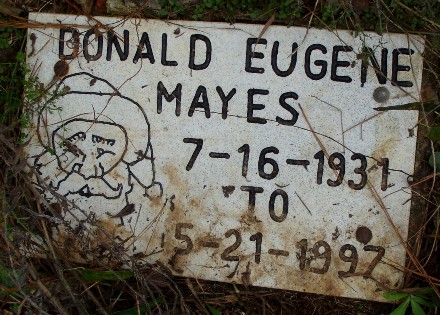 DONALD EUGENE
MAYES
7-16-1931
TO
5-21-1997